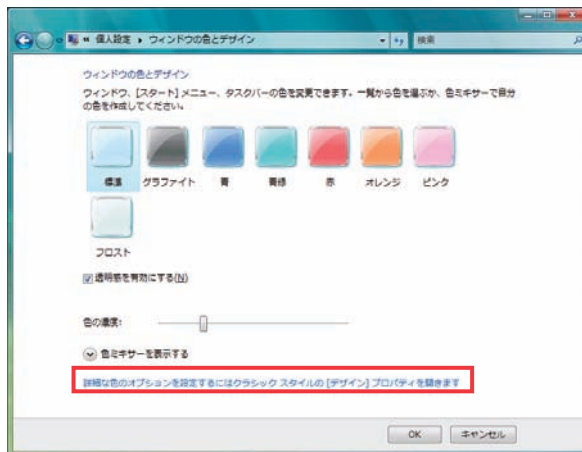 個人設定 ▸ ウィンドウの色とデザイン
検索
ウィンドウの色とデザイン
ウィンドウ、[スタート] メニュー、タスクバーの色を変更できます。一覧から色を選ぶか、色ミキサーで自分
の色を作成してください。
標準 グラファイト 青 青緑 赤 オレンジ ピンク
フロスト
透明感を有効にする(N)
色の濃度:
色ミキサーを表示する
詳細な色のオプションを設定するにはクラシック スタイルの [デザイン] プロパティを開きます
OK キャンセル